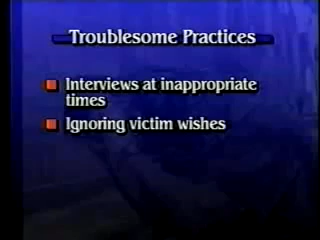 Troublesome Practices
Interviews at inappropriate
times
Ignoring victim wishes